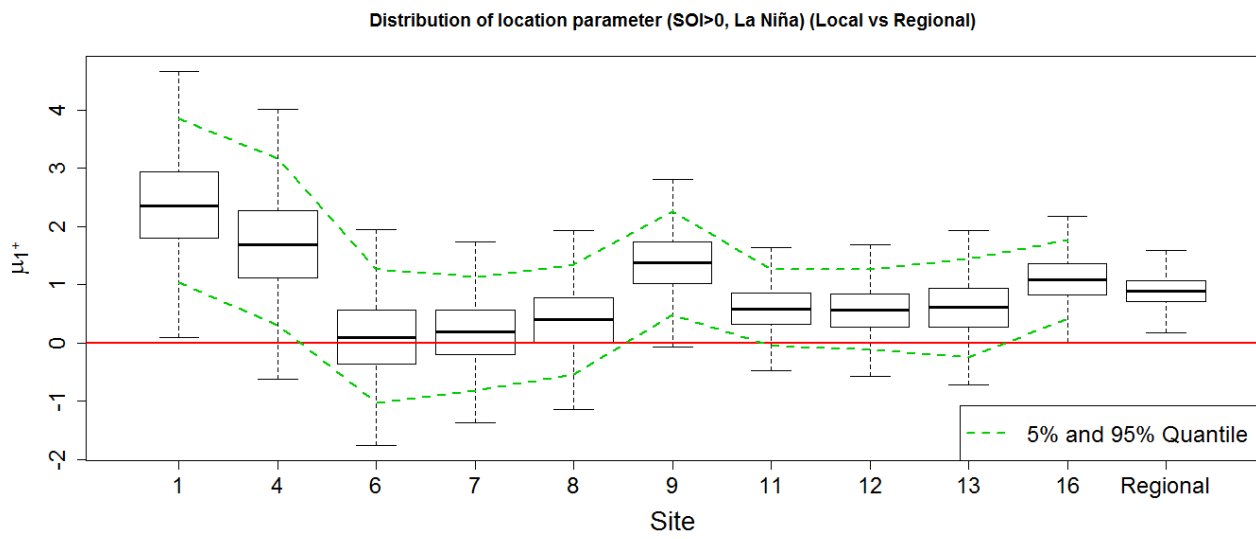 Distribution of location parameter (SOI>0, La Niña) (Local vs Regional)
μ1+
4
3
2
1
0
-1
-2
5% and 95% Quantile
1 4 6 7 8 9 11 12 13 16 Regional
Site